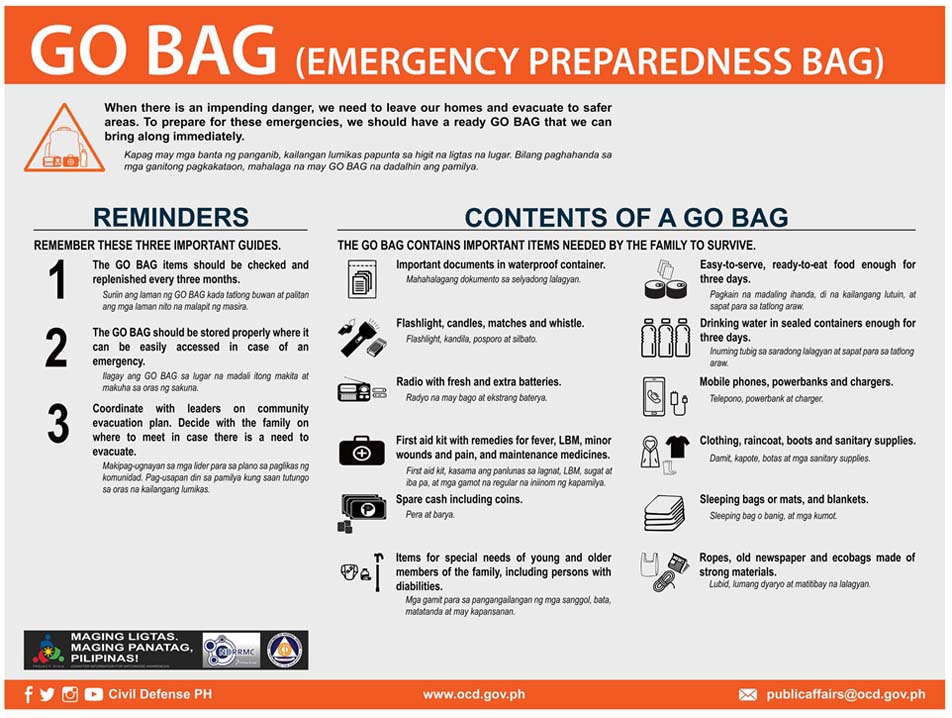 GO BAG (EMERGENCY PREPAREDNESS BAG)
When there is an impending danger, we need to leave our homes and evacuate to safer
areas. To prepare for these emergencies, we should have a ready GO BAG that we can
bring along immediately.
Kapag may mga banta ng panganib, kailangan lumikas papunta sa higit na ligtas na lugar. Bilang paghahanda sa
mga ganitong pagkakataon, mahalaga na may GO BAG na dadalhin ang pamilya.
REMINDERS
REMEMBER THESE THREE IMPORTANT GUIDES.
1
The GO BAG items should be checked and
replenished every three months.
Suriin ang laman ng GO BAG kada tatlong buwan at palitan
ang mga laman nito na malapit ng masira.
2
The GO BAG should be stored properly where it
can be easily accessed in case of an
emergency.
Ilagay ang GO BAG sa lugar na madali itong makita at
makuha sa oras ng sakuna.
3
Coordinate with leaders on community
evacuation plan. Decide with the family on
where to meet in case there is a need to
evacuate.
Makipag-ugnayan sa mga lider para sa plano sa paglikas ng
komunidad. Pag-usapan din sa pamilya kung saan tutungo
sa oras na kailangang lumikas.
CONTENTS OF A GO BAG
THE GO BAG CONTAINS IMPORTANT ITEMS NEEDED BY THE FAMILY TO SURVIVE.
Important documents in waterproof container.
Mahahalagang dokumento sa selyadong lalagyan.
Flashlight, candles, matches and whistle.
Flashlight, kandila, posporo at silbato.
Radio with fresh and extra batteries.
Radyo na may bago at ekstrang baterya.
First aid kit with remedies for fever, LBM, minor
wounds and pain, and maintenance medicines.
First aid kit, kasama ang panlunas sa lagnat, LBM, sugat at
iba pa, at mga gamot na regular na iniinom ng kapamilya.
Spare cash including coins.
Pera at barya.
Items for special needs of young and older
members of the family, including persons with
diabilities.
Mga gamit para sa pangangailangan ng mga sanggol, bata,
matatanda at may kapansanan.
Easy-to-serve, ready-to-eat food enough for
three days.
Pagkain na madaling ihanda, di na kailangang lutuin, at
sapat para sa tatlong araw.
Drinking water in sealed containers enough for
three days.
Inuming tubig sa saradong lalagyan at sapat para sa tatlong
araw.
Mobile phones, powerbanks and chargers.
Telepono, powerbank at charger.
Clothing, raincoat, boots and sanitary supplies.
Damit, kapote, botas at mga sanitary supplies.
Sleeping bags or mats, and blankets.
Sleeping bag o banig, at mga kumot.
Ropes, old newspaper and ecobags made of
strong materials.
Lubid, lumang dyaryo at matitibay na lalagyan.
MAGING LIGTAS.
MAGING PANATAG,
PILIPINAS!
NDRRMC
Civil Defense PH
www.ocd.gov.ph
publicaffairs@ocd.gov.ph